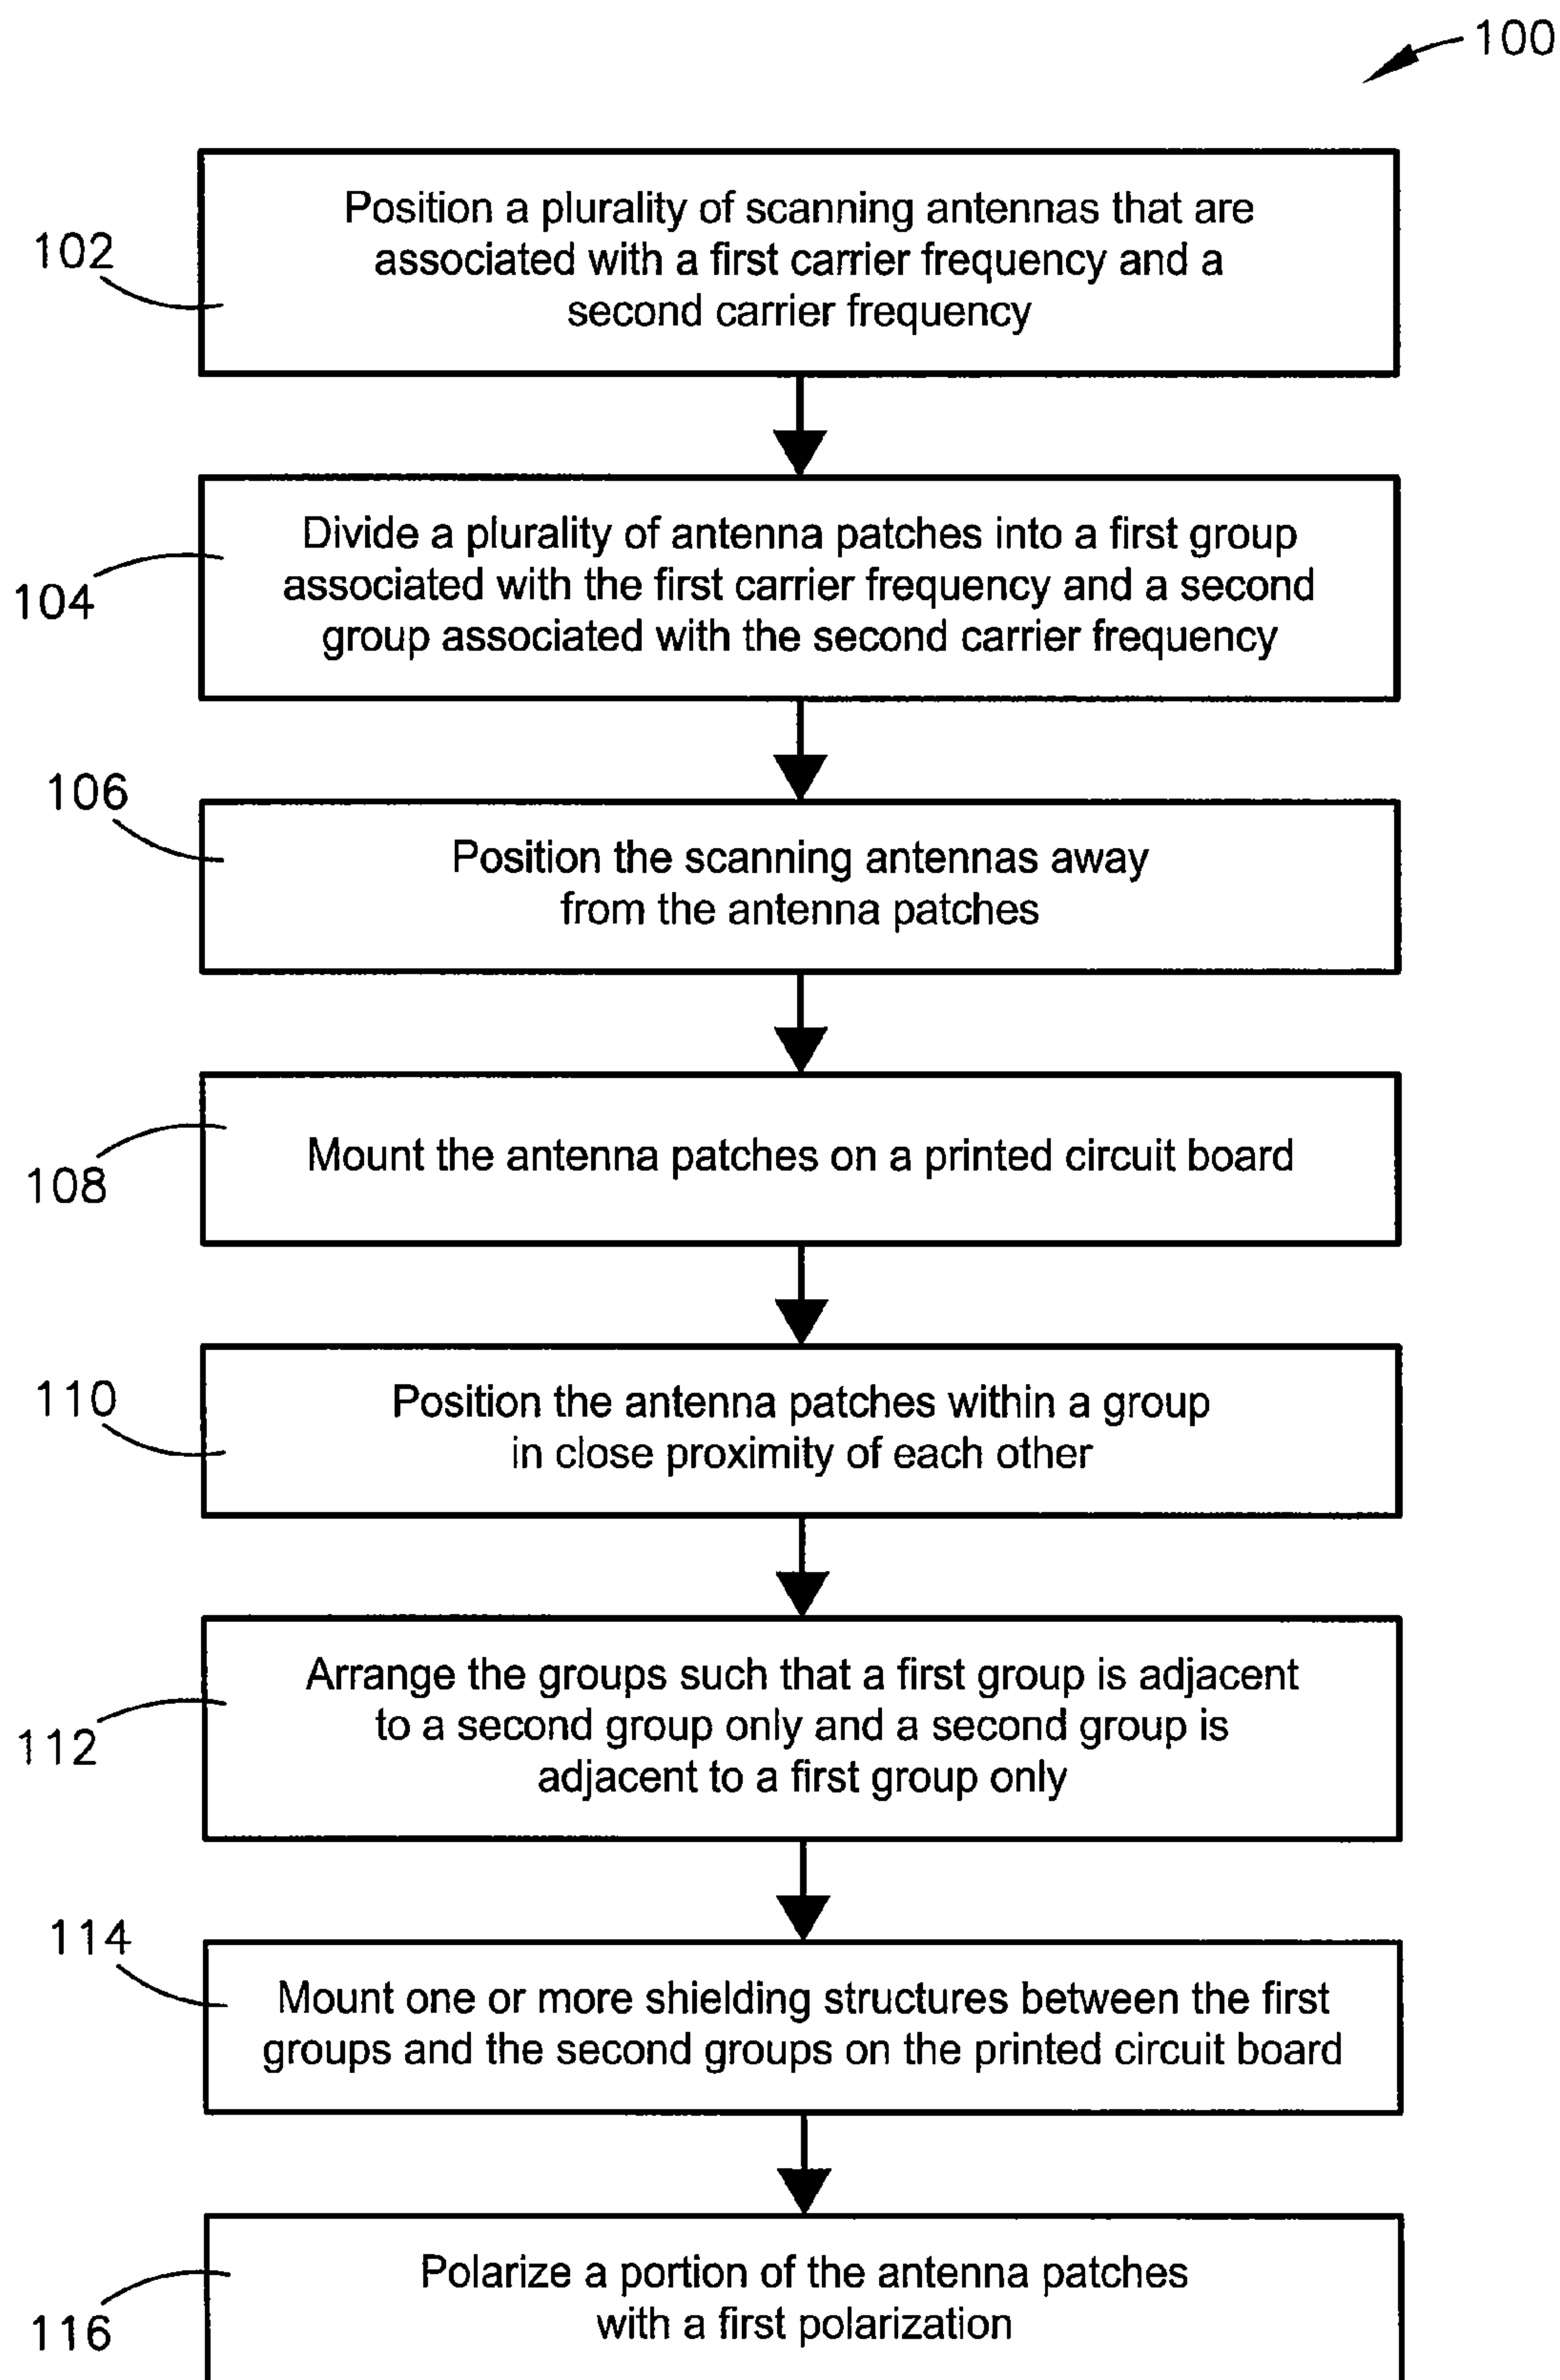 100
102
Position a plurality of scanning antennas that are
associated with a first carrier frequency and a
second carrier frequency
104
Divide a plurality of antenna patches into a first group
associated with the first carrier frequency and a second
group associated with the second carrier frequency
106
Position the scanning antennas away
from the antenna patches
108
Mount the antenna patches on a printed circuit board
110
Position the antenna patches within a group
in close proximity of each other
112
Arrange the groups such that a first group is adjacent
to a second group only and a second group is
adjacent to a first group only
114
Mount one or more shielding structures between the first
groups and the second groups on the printed circuit board
116
Polarize a portion of the antenna patches
with a first polarization